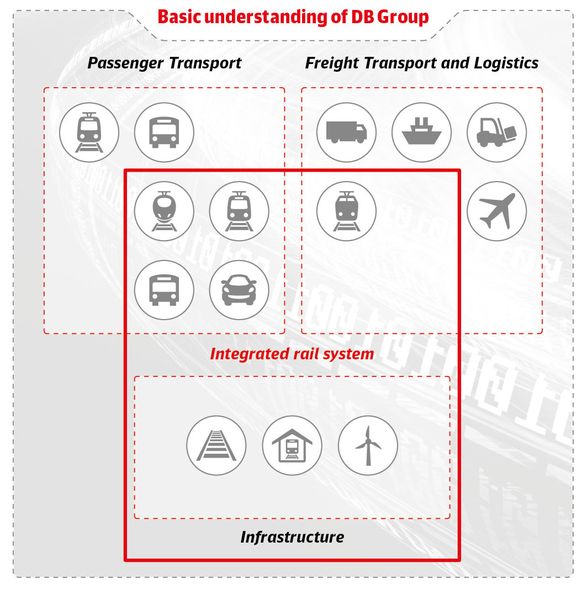 Basic understanding of DB Group
Passenger Transport
Freight Transport and Logistics
Integrated rail system
Infrastructure